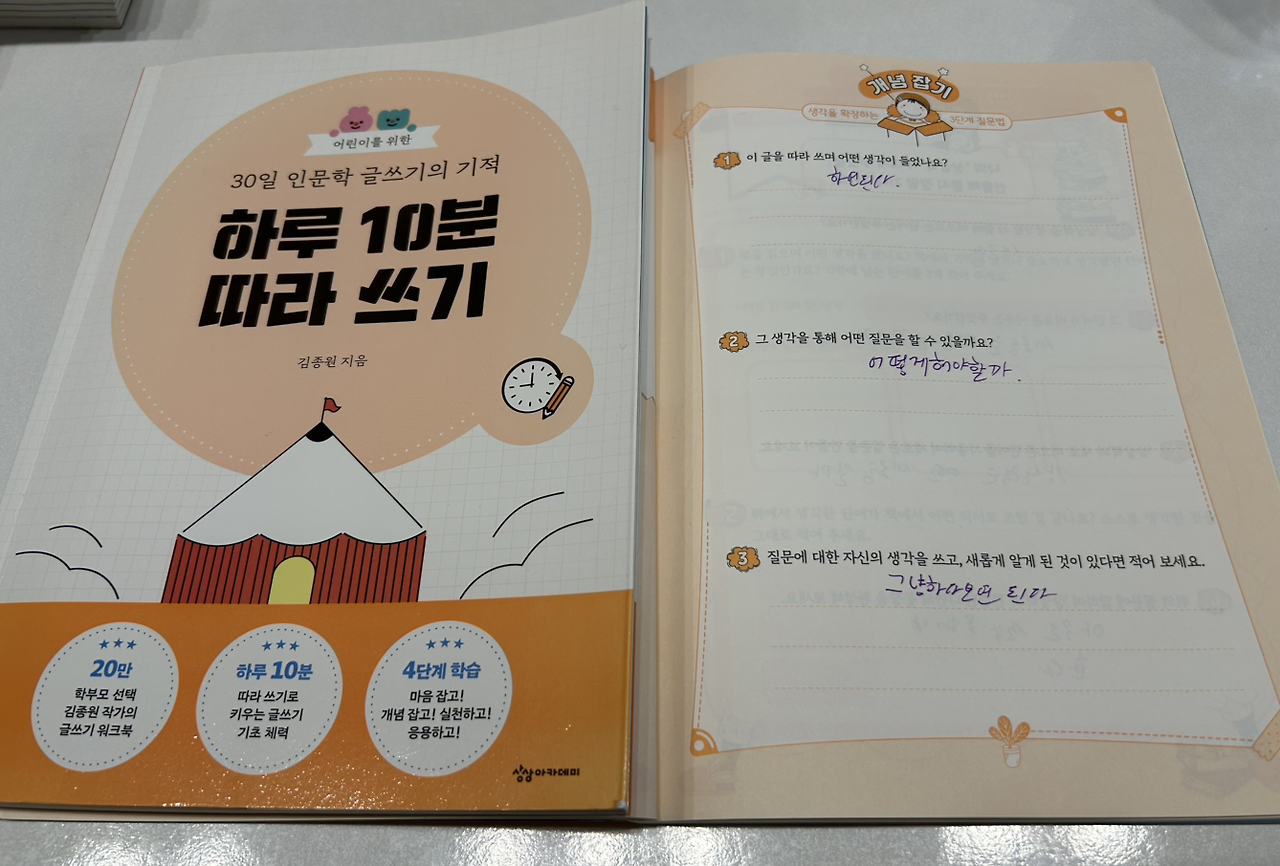 어린이를 위한
30일 인문학 글쓰기의 기적
하루 10분
따라 쓰기
김종원 지음
20만
학부모 선택
김종원 작가의
글쓰기 워크북
하루 10분
따라 쓰기로
키우는 글쓰기
기초 체력
4단계 학습
마음 잡고!
개념 잡고! 실천하고!
응용하고!
상상아카데미
개념 잡기
생각을 확장하는
3단계 질문법
1 이 글을 따라 쓰며 어떤 생각이 들었나요?
하면된다.
2 그 생각을 통해 어떤 질문을 할 수 있을까요?
어떻게해야할까.
3 질문에 대한 자신의 생각을 쓰고, 새롭게 알게 된 것이 있다면 적어 보세요.
그냥하다보면 된다